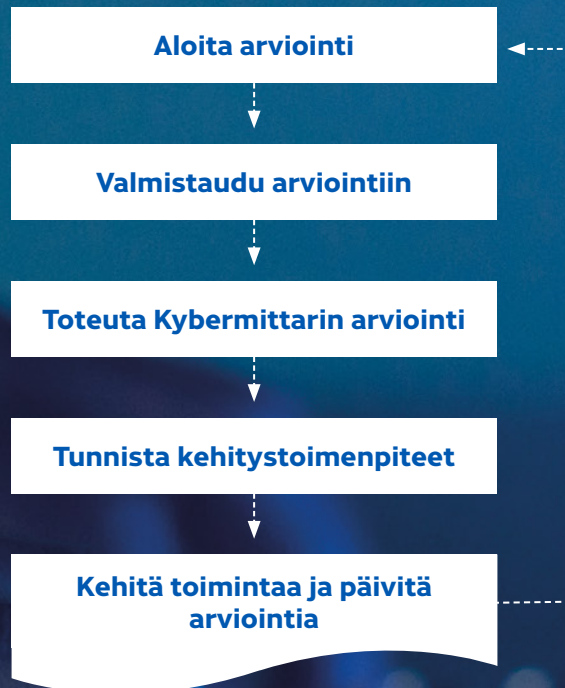 Aloita arviointi
Valmistaudu arviointiin
Toteuta Kybermittarin arviointi
Tunnista kehitystoimenpiteet
Kehitä toimintaa ja päivitä
arviointia